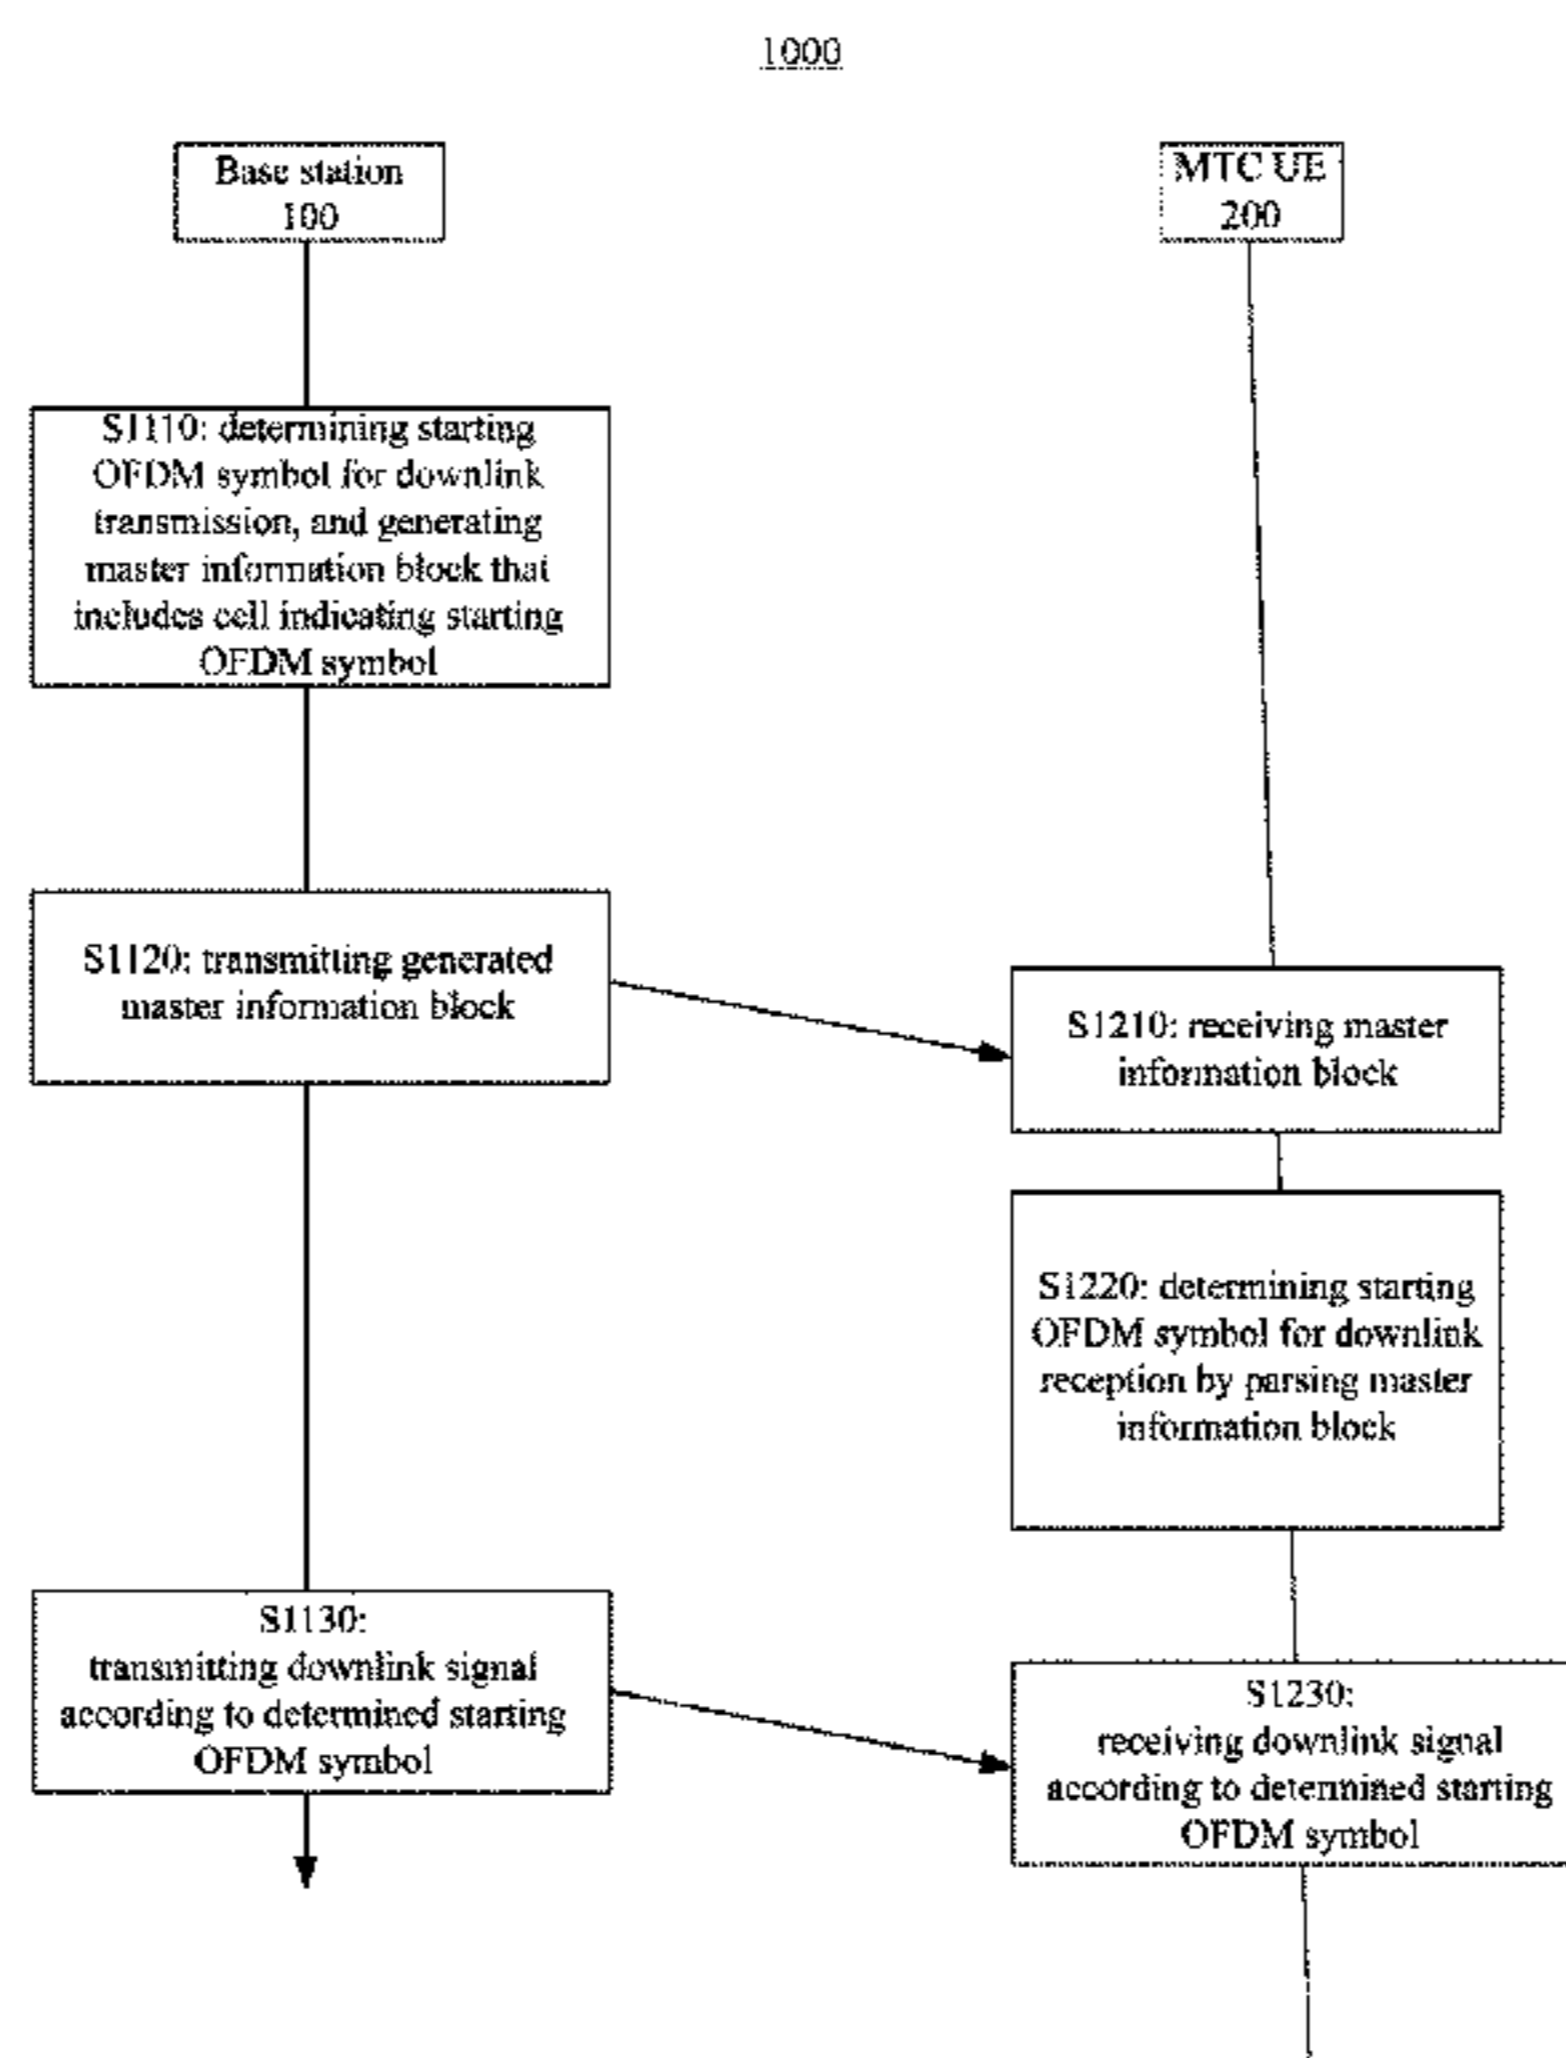 1000
Base station
100
MTC UE
200
S1110: determining starting
OFDM symbol for downlink
transmission, and generating
master information block that
includes cell indicating starting
OFDM symbol
S1120: transmitting generated
master information block
S1210: receiving master
information block
S1220: determining starting
OFDM symbol for downlink
reception by parsing master
information block
S1130:
transmitting downlink signal
according to determined starting
OFDM symbol
S1230:
receiving downlink signal
according to determined starting
OFDM symbol